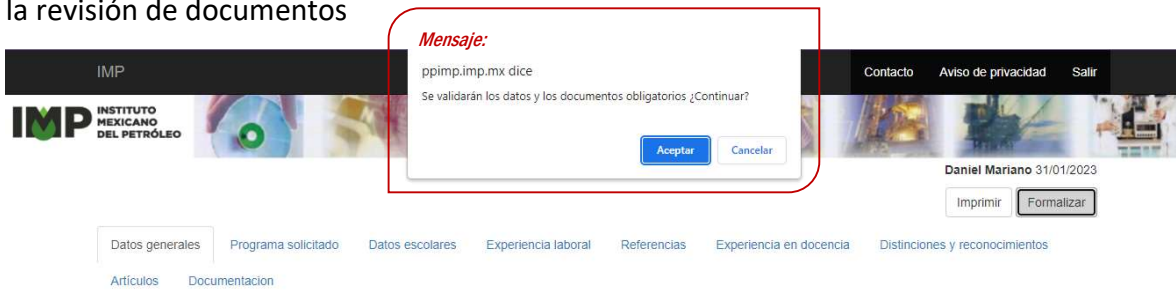 la revisión de documentos
Mensaje:
ppimp.imp.mx dice
Se validarán los datos y los documentos obligatorios ¿Continuar?
Aceptar Cancelar
IMP Contacto Aviso de privacidad Salir
IMP INSTITUTO
MEXICANO
DEL PETRÓLEO
Daniel Mariano 31/01/2023
Imprimir Formalizar
Datos generales Programa solicitado Datos escolares Experiencia laboral Referencias Experiencia en docencia Distinciones y reconocimientos
Artículos Documentacion